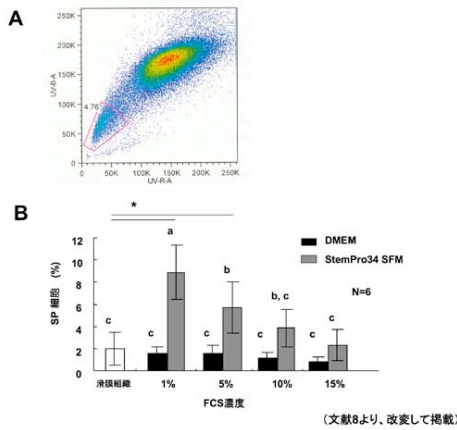 A
250K
200K
UV-B-A
150K
100K
4.76
50K
0
0 50K 100K 150K 200K 250K
UV-R-A
B
*
12
a
DMEM
10
StemPro34 SFM
SP 細胞 (%)
8
b
N=6
6
b, c
4
c c c c c c
2
0
滑膜組織 1% 5% 10% 15%
FCS濃度
(文献8より、改変して掲載)